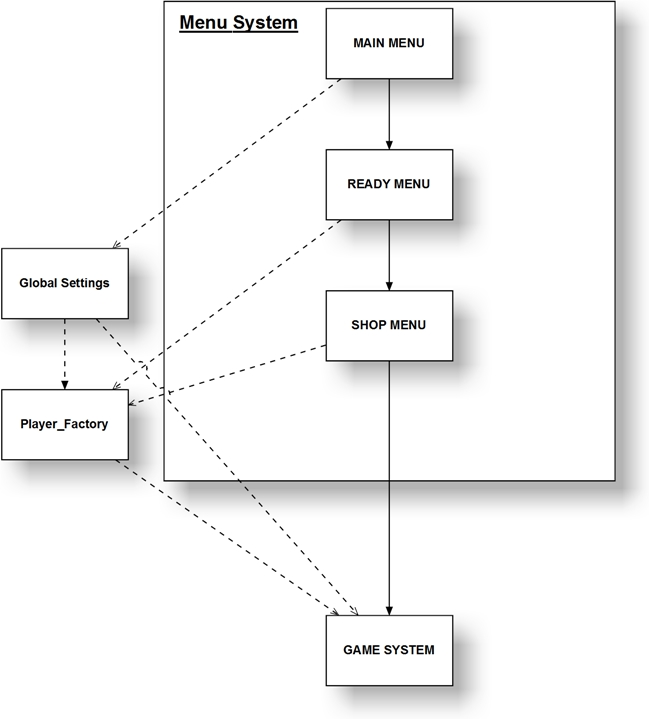 Menu System
MAIN MENU
READY MENU
Global Settings
SHOP MENU
Player_Factory
GAME SYSTEM